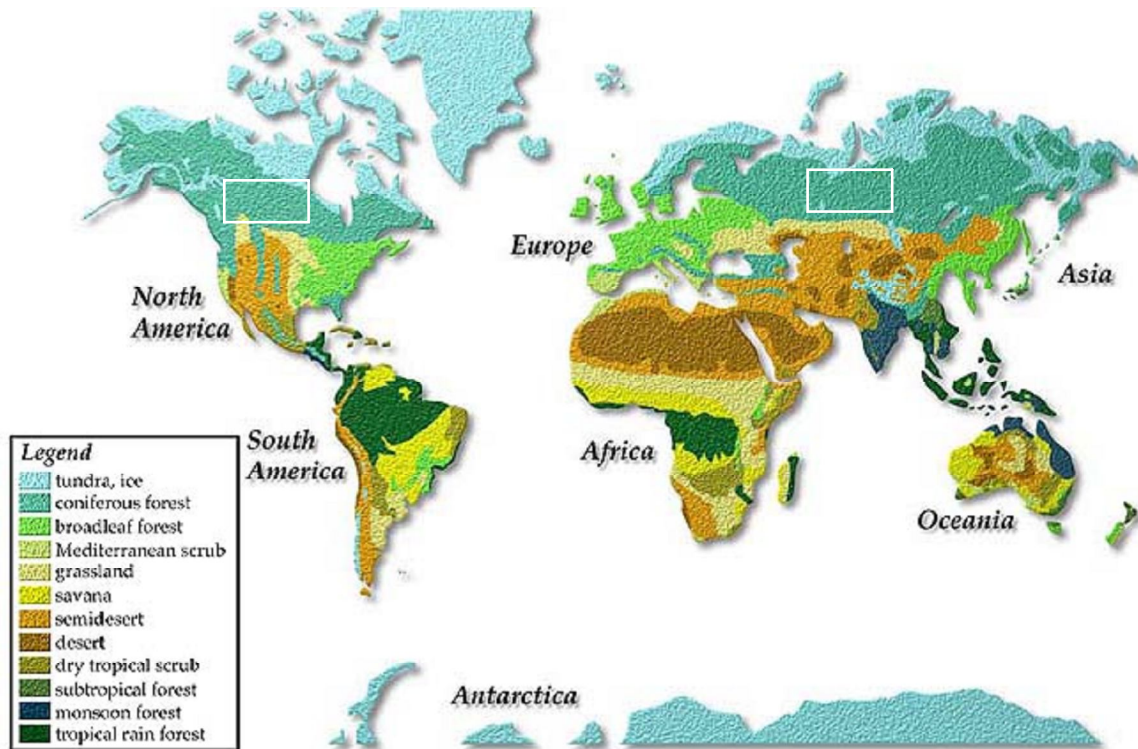 Europe
Asia
North
America
South
America
Africa
Oceania
Antarctica
Legend
tundra, ice
coniferous forest
broadleaf forest
Mediterranean scrub
grassland
savana
semidesert
desert
dry tropical scrub
subtropical forest
monsoon forest
tropical rain forest